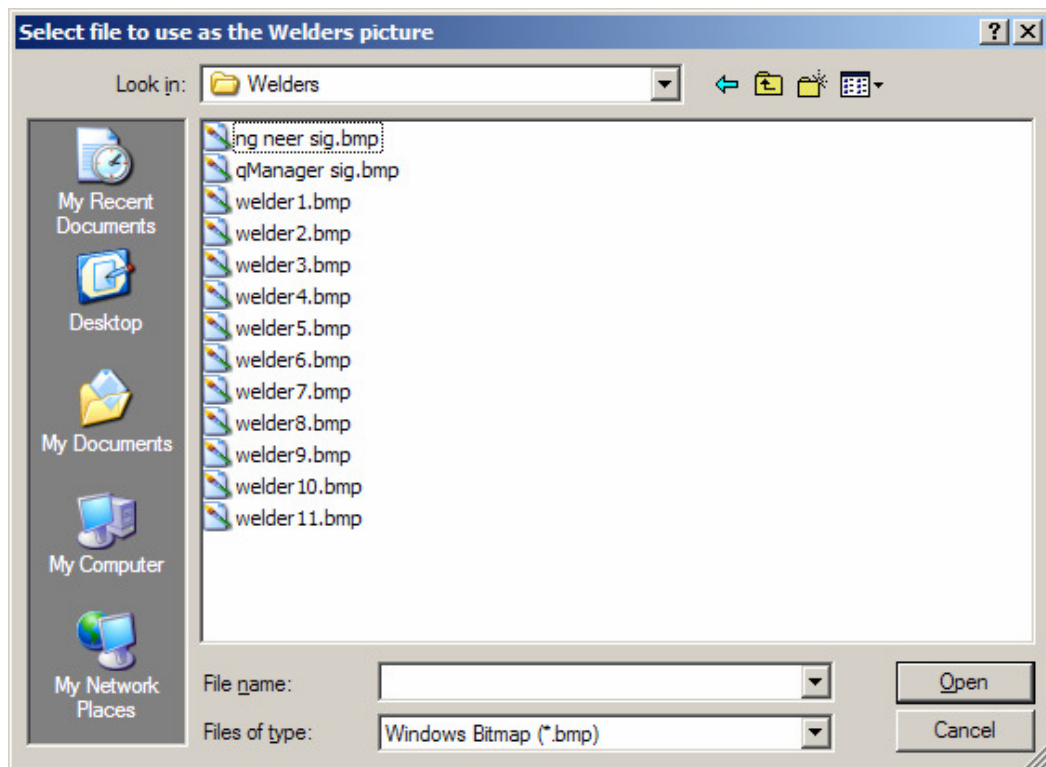 Select file to use as the Welders picture
Look in: Welders
My Recent
Documents
Desktop
My Documents
My Computer
My Network
Places
ng neer sig.bmp
qManager sig.bmp
welder1.bmp
welder2.bmp
welder3.bmp
welder4.bmp
welder5.bmp
welder6.bmp
welder7.bmp
welder8.bmp
welder9.bmp
welder10.bmp
welder11.bmp
File name:
Open
Files of type: Windows Bitmap (*.bmp)
Cancel